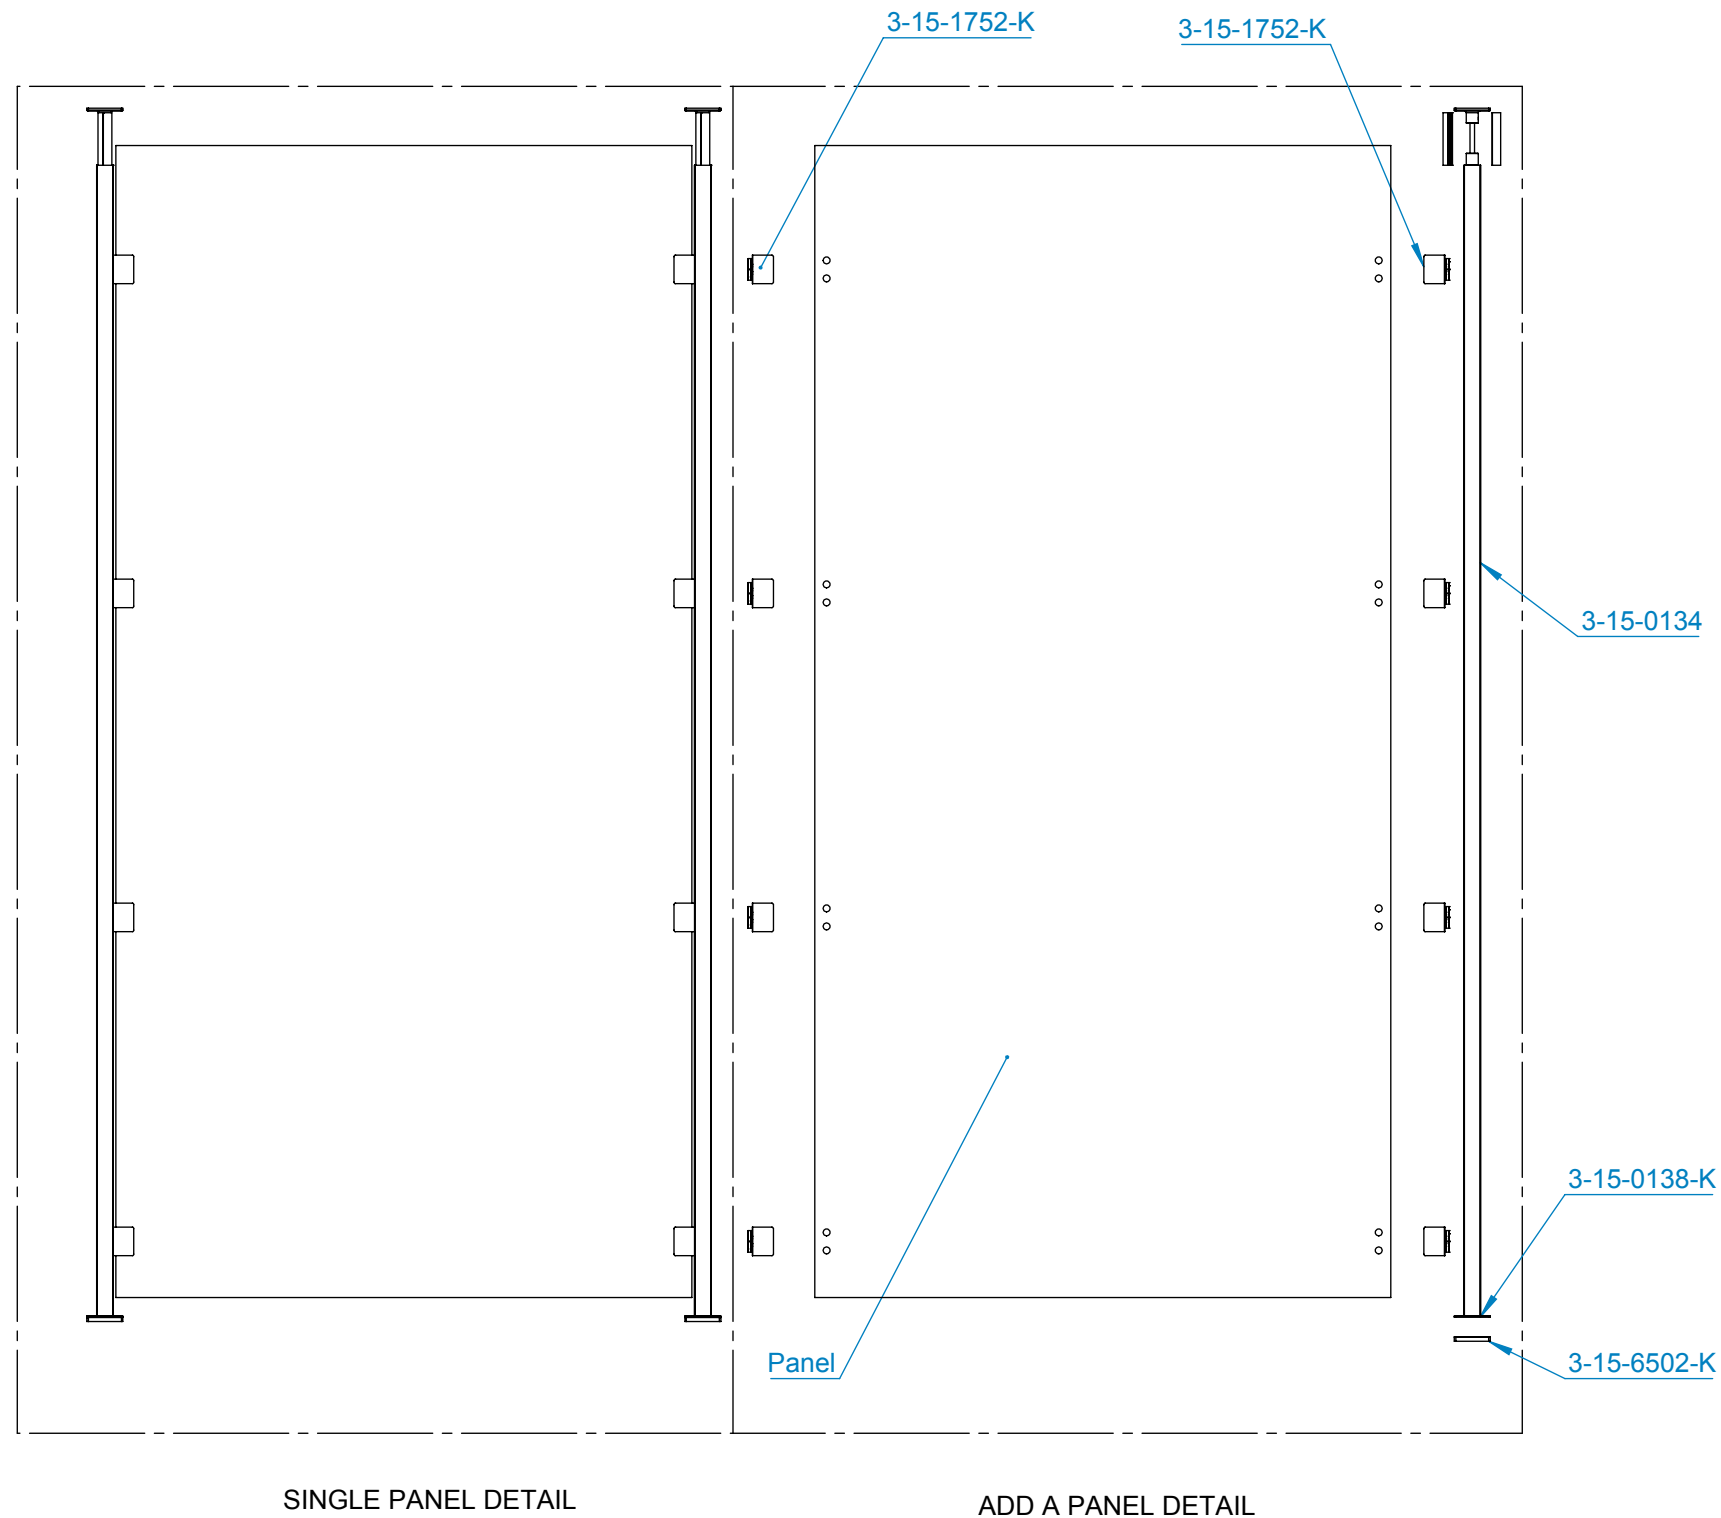 3-15-1752-K
3-15-1752-K
3-15-0134
3-15-0138-K
Panel
3-15-6502-K
SINGLE PANEL DETAIL
ADD A PANEL DETAIL